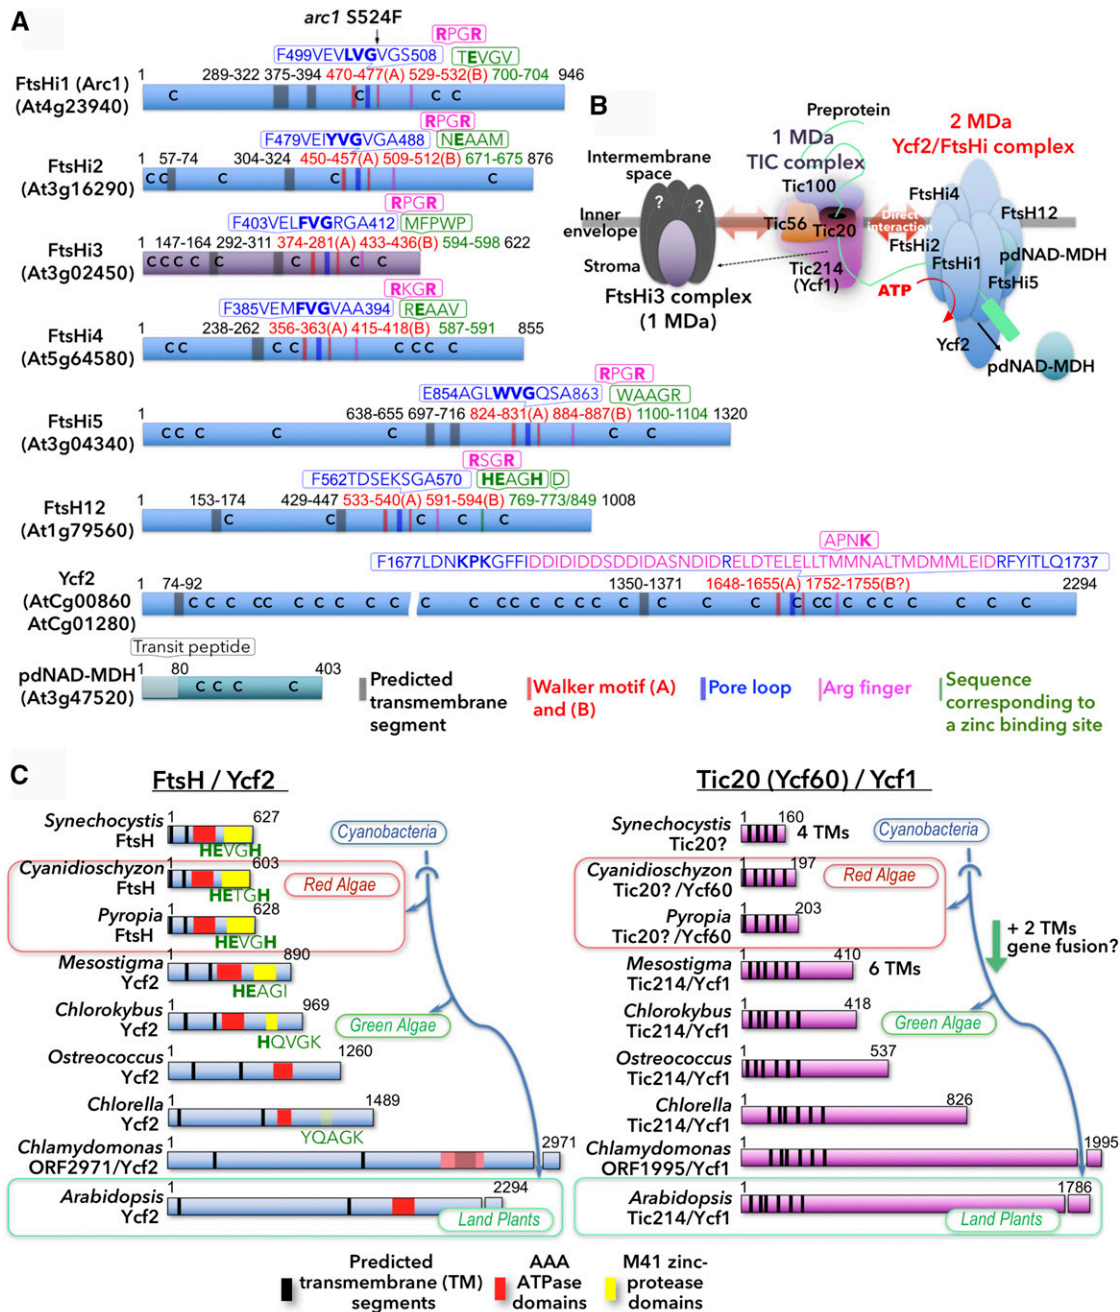 A
arc1 S524F
RPGR
F499VEVLVGVGS508
TEVGV
FtsHi1 (Arc1)
(At4g23940)
1 289-322 375-394 470-477(A) 529-532(B) 700-704 946
C C C C
RPGR
F479VEIYVGVGA488
NEAAM
FtsHi2
(At3g16290)
1 57-74 304-324 450-457(A) 509-512(B) 671-675 876
C C C C C
RPGR
F403VELFVGRGA412
MFPWP
FtsHi3
(At3g02450)
1 147-164 292-311 374-281(A) 433-436(B) 594-598 622
C C C C C C C C C
RKGR
F385VEMFVGVAA394
REAAV
FtsHi4
(At5g64580)
1 238-262 356-363(A) 415-418(B) 587-591 855
C C C C C C C C
RPGR
E854AGLWVGQSA863
WAAGR
FtsHi5
(At3g04340)
1 638-655 697-716 824-831(A) 884-887(B) 1100-1104 1320
C C C C C C C
RSGR
F562TDSEKSGA570
HEAGH D
FtsH12
(At1g79560)
1 153-174 429-447 533-540(A) 591-594(B) 769-773/849 1008
C C C C C
APNK
F1677LDNKPKGFFIDDIDIDDSDDIDASNDIDRELDTELELLTMMNALTMDMMLEIDRFYITLQ1737
Ycf2
(AtCg00860
AtCg01280)
1 74-92 1350-1371 1648-1655(A) 1752-1755(B?) 2294
C C C C C C C C C C C C C C C C C C C C C C C C C C C C C C C C
Transit peptide
pdNAD-MDH
(At3g47520)
1 80 403
C C C C
Predicted
transmembrane
segment
Walker motif (A)
and (B)
Pore loop
Arg finger
Sequence
corresponding to
a zinc binding site
B
Preprotein
1 MDa
TIC complex
2 MDa
Ycf2/FtsHi complex
Intermembrane
space
Inner
envelope
Stroma
? ?
FtsHi3 complex
(1 MDa)
Tic100
Tic56
Tic20
Tic214
(Ycf1)
Direct
interaction
ATP
FtsHi4
FtsH12
FtsHi2
FtsHi1
pdNAD-MDH
FtsHi5
Ycf2
pdNAD-MDH
C
FtsH / Ycf2
Synechocystis
FtsH
1 627
HEVGH
Cyanobacteria
Cyanidioschyzon
FtsH
1 603
HETGH
Red Algae
Pyropia
FtsH
1 628
HEVGH
Mesostigma
Ycf2
1 890
HEAGI
Chlorokybus
Ycf2
1 969
HQVGK
Green Algae
Ostreococcus
Ycf2
1 1260
Chlorella
Ycf2
1 1489
YQAGK
Chlamydomonas
ORF2971/Ycf2
1 2971
Arabidopsis
Ycf2
1 2294
Land Plants
Tic20 (Ycf60) / Ycf1
Synechocystis
Tic20?
1 160
4 TMs
Cyanobacteria
Cyanidioschyzon
Tic20? /Ycf60
1 197
Red Algae
Pyropia
Tic20? /Ycf60
1 203
+ 2 TMs
gene fusion?
Mesostigma
Tic214/Ycf1
1 410
6 TMs
Chlorokybus
Tic214/Ycf1
1 418
Green Algae
Ostreococcus
Tic214/Ycf1
1 537
Chlorella
Tic214/Ycf1
1 826
Chlamydomonas
ORF1995/Ycf1
1 1995
Arabidopsis
Tic214/Ycf1
1 1786
Land Plants
Predicted
transmembrane (TM)
segments
AAA
ATPase
domains
M41 zinc-
protease domains